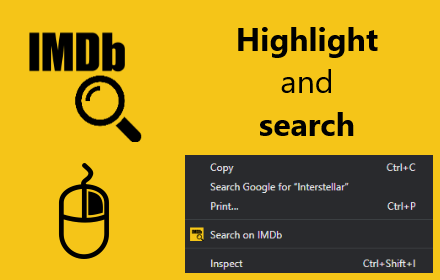 IMDb
Highlight
and
search
Copy Ctrl+C
Search Google for “Interstellar”
Print... Ctrl+P
Search on IMDb
Inspect Ctrl+Shift+I